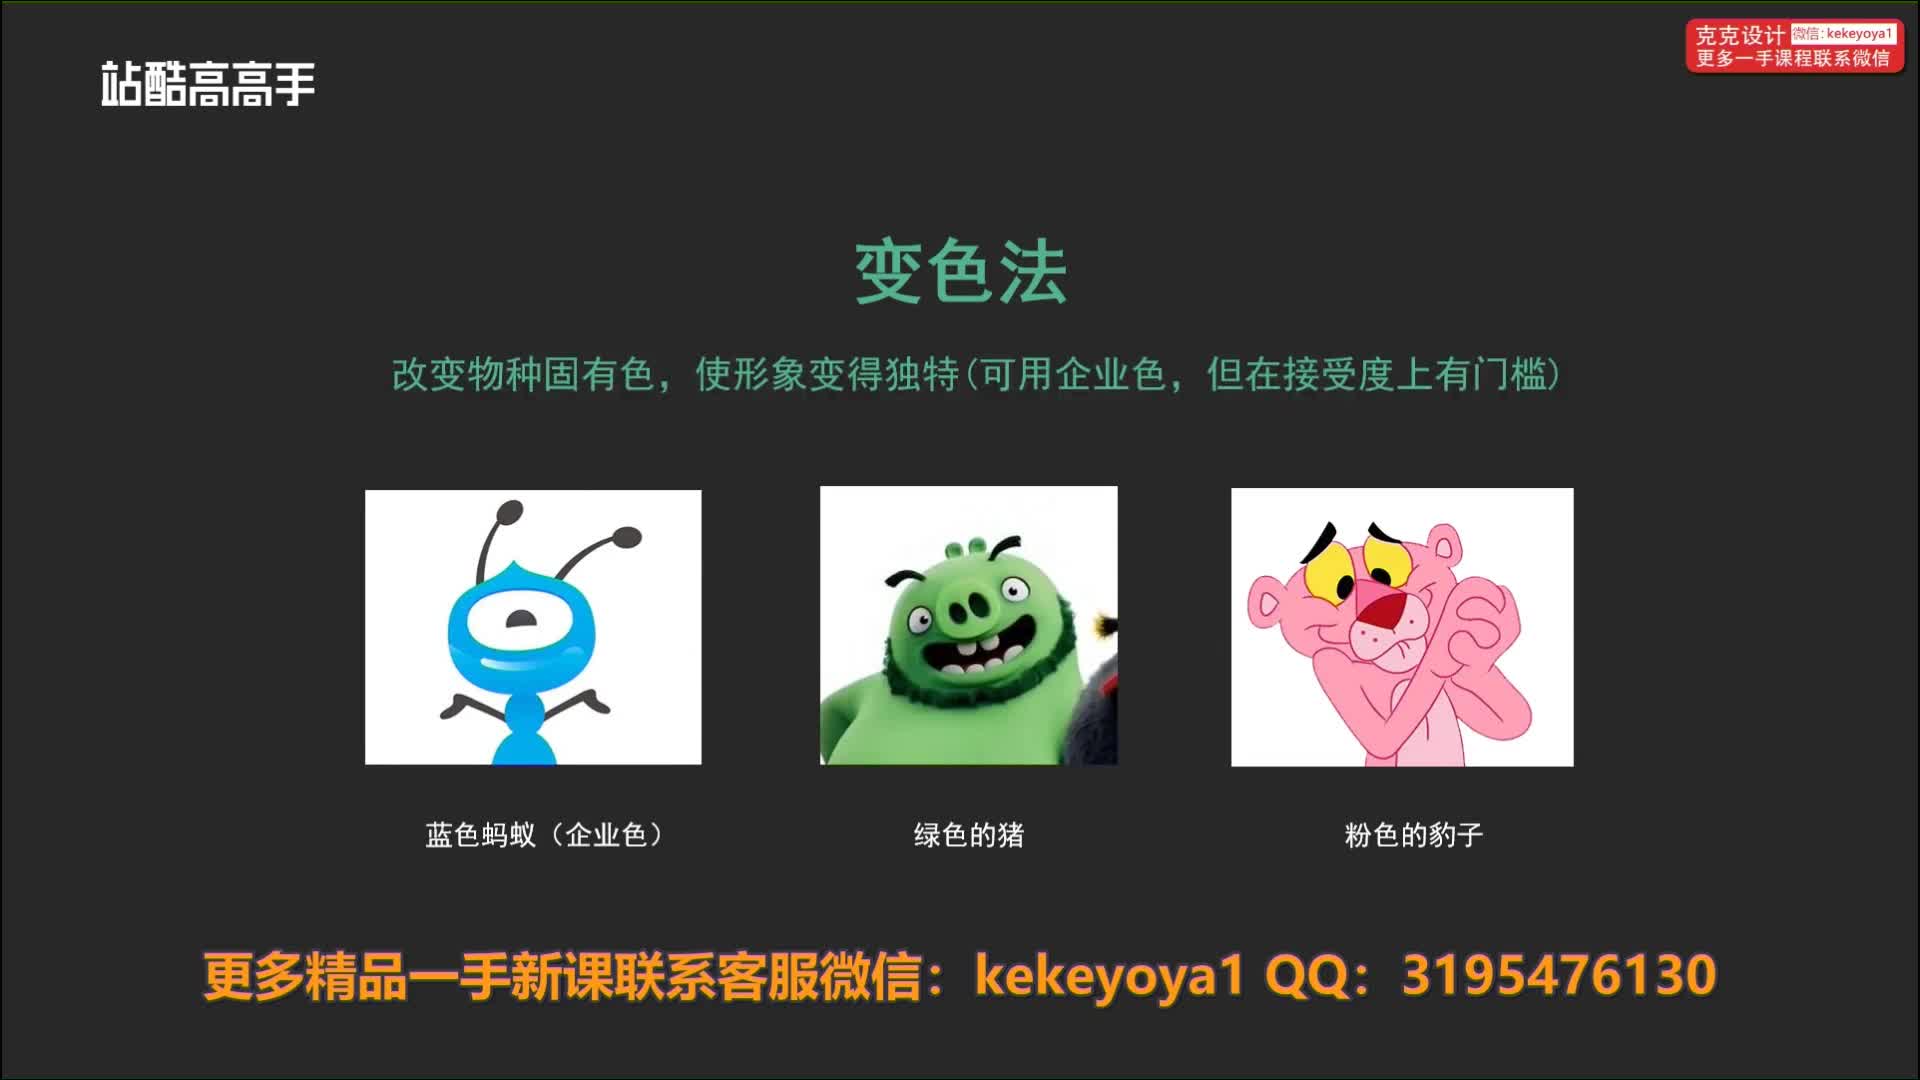 站酷高高手
克克设计 微信:kekeyoya1
更多一手课程联系微信
变色法
改变物种固有色，使形象变得独特(可用企业色，但在接受度上有门槛)
蓝色蚂蚁（企业色）
绿色的猪
粉色的豹子
更多精品一手新课联系客服微信：kekeyoya1 QQ：3195476130